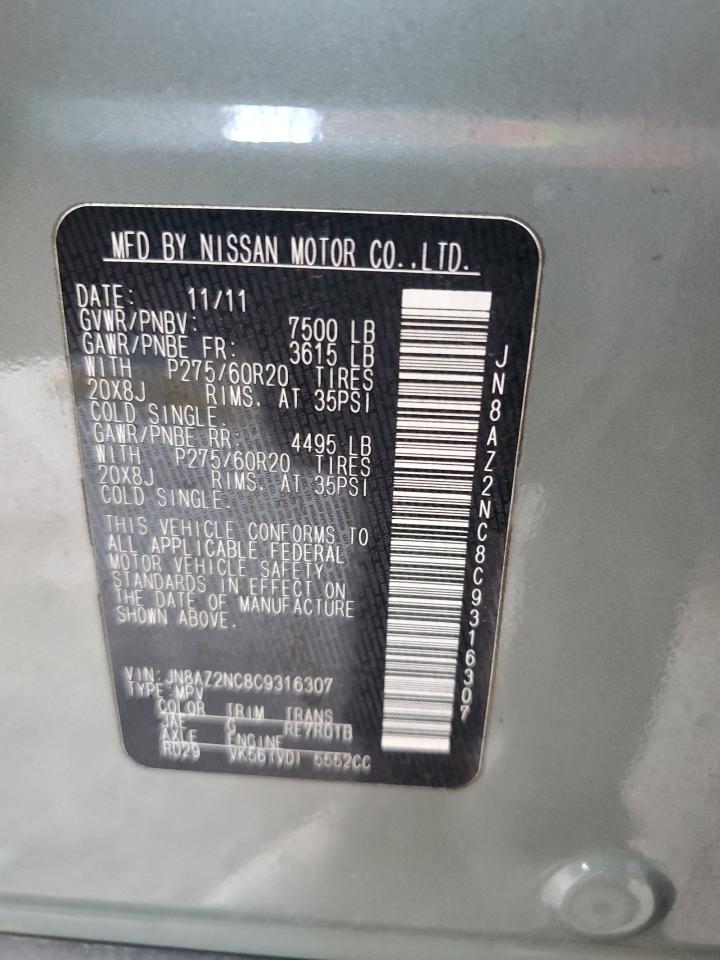 MFD BY NISSAN MOTOR CO.,LTD.
DATE: 11/11
GVWR/PNBV: 7500 LB
GAWR/PNBE FR: 3615 LB
WITH P275/60R20 TIRES
20X8J RIMS. AT 35PSI
COLD SINGLE.
GAWR/PNBE RR: 4495 LB
WITH P275/60R20 TIRES
20X8J RIMS. AT 35PSI
COLD SINGLE.
THIS VEHICLE CONFORMS TO
ALL APPLICABLE FEDERAL
MOTOR VEHICLE SAFETY
STANDARDS IN EFFECT ON
THE DATE OF MANUFACTURE
SHOWN ABOVE.
VIN: JN8AZ2NC8C9316307
TYPE: MPV
COLOR TRIM TRANS
JAE G RE7R01B
AXLE ENGINE
RD29 VK56(VD) 5552CC
JN8AZ2NC8C9316307